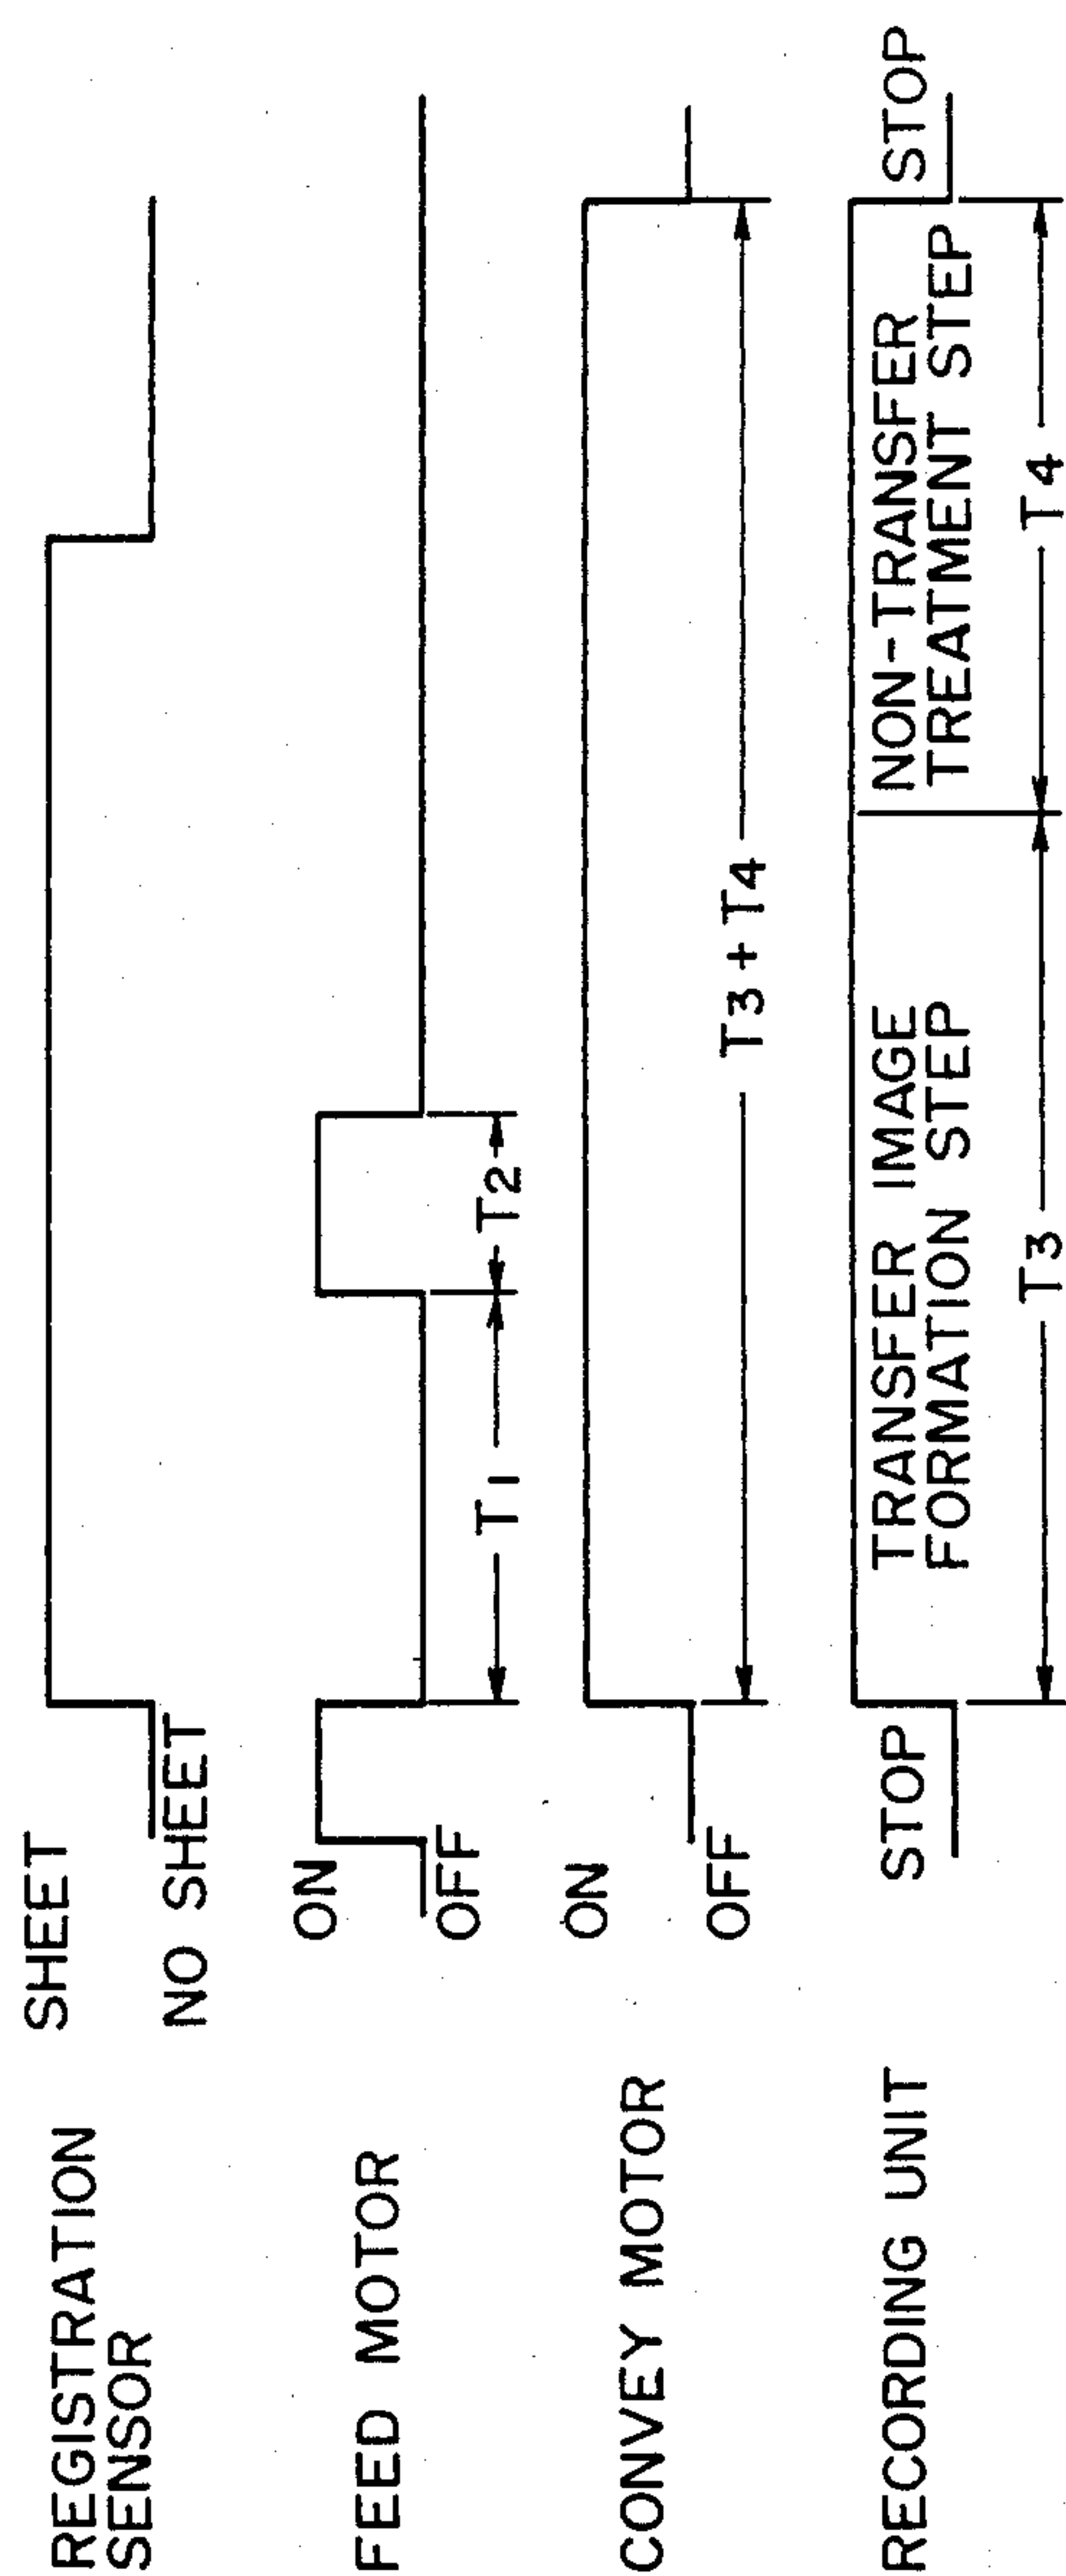 REGISTRATION
SENSOR
SHEET
NO SHEET
FEED MOTOR
ON
OFF
T1
T2
CONVEY MOTOR
ON
OFF
T3+T4
RECORDING UNIT
STOP
TRANSFER IMAGE
FORMATION STEP
NON-TRANSFER
TREATMENT STEP
STOP
T3
T4